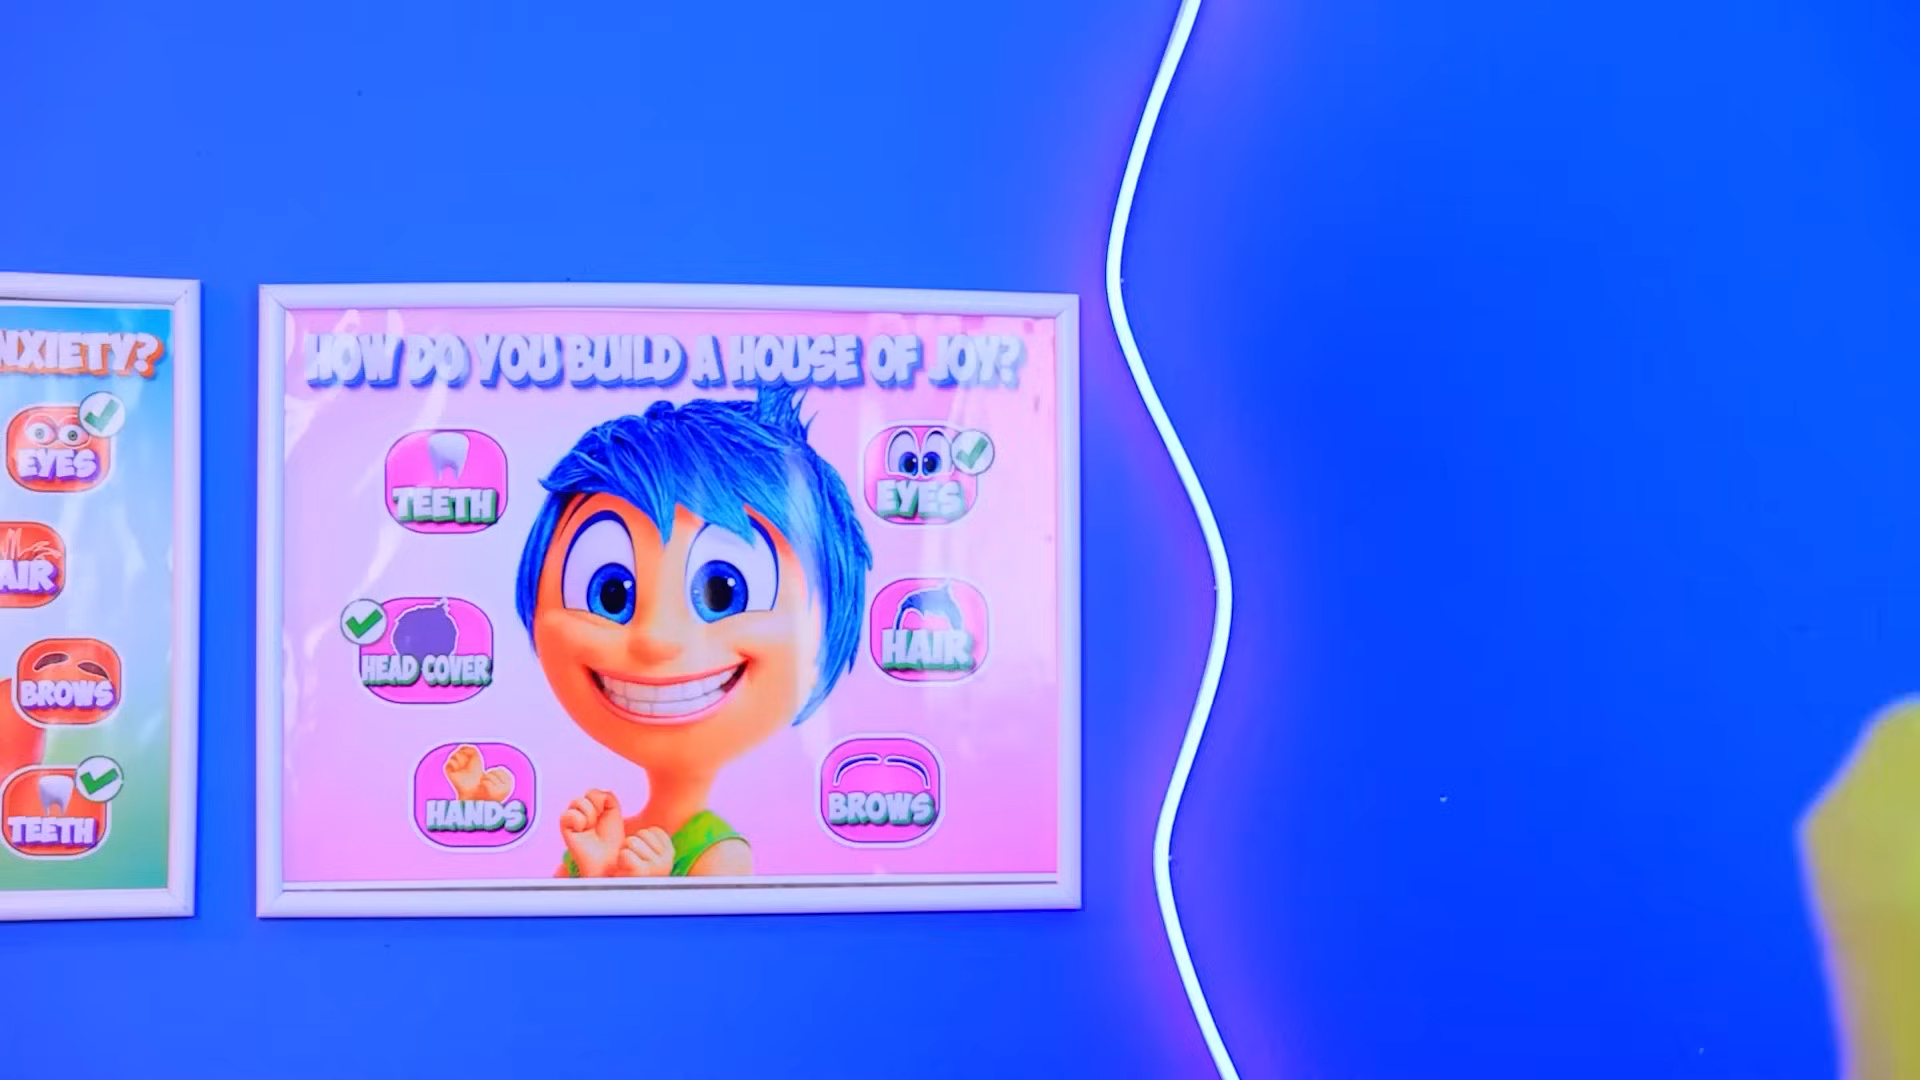 NXIETY?
EYES
AIR
BROWS
TEETH
HOW DO YOU BUILD A HOUSE OF JOY?
TEETH
EYES
HEAD COVER
HAIR
HANDS
BROWS